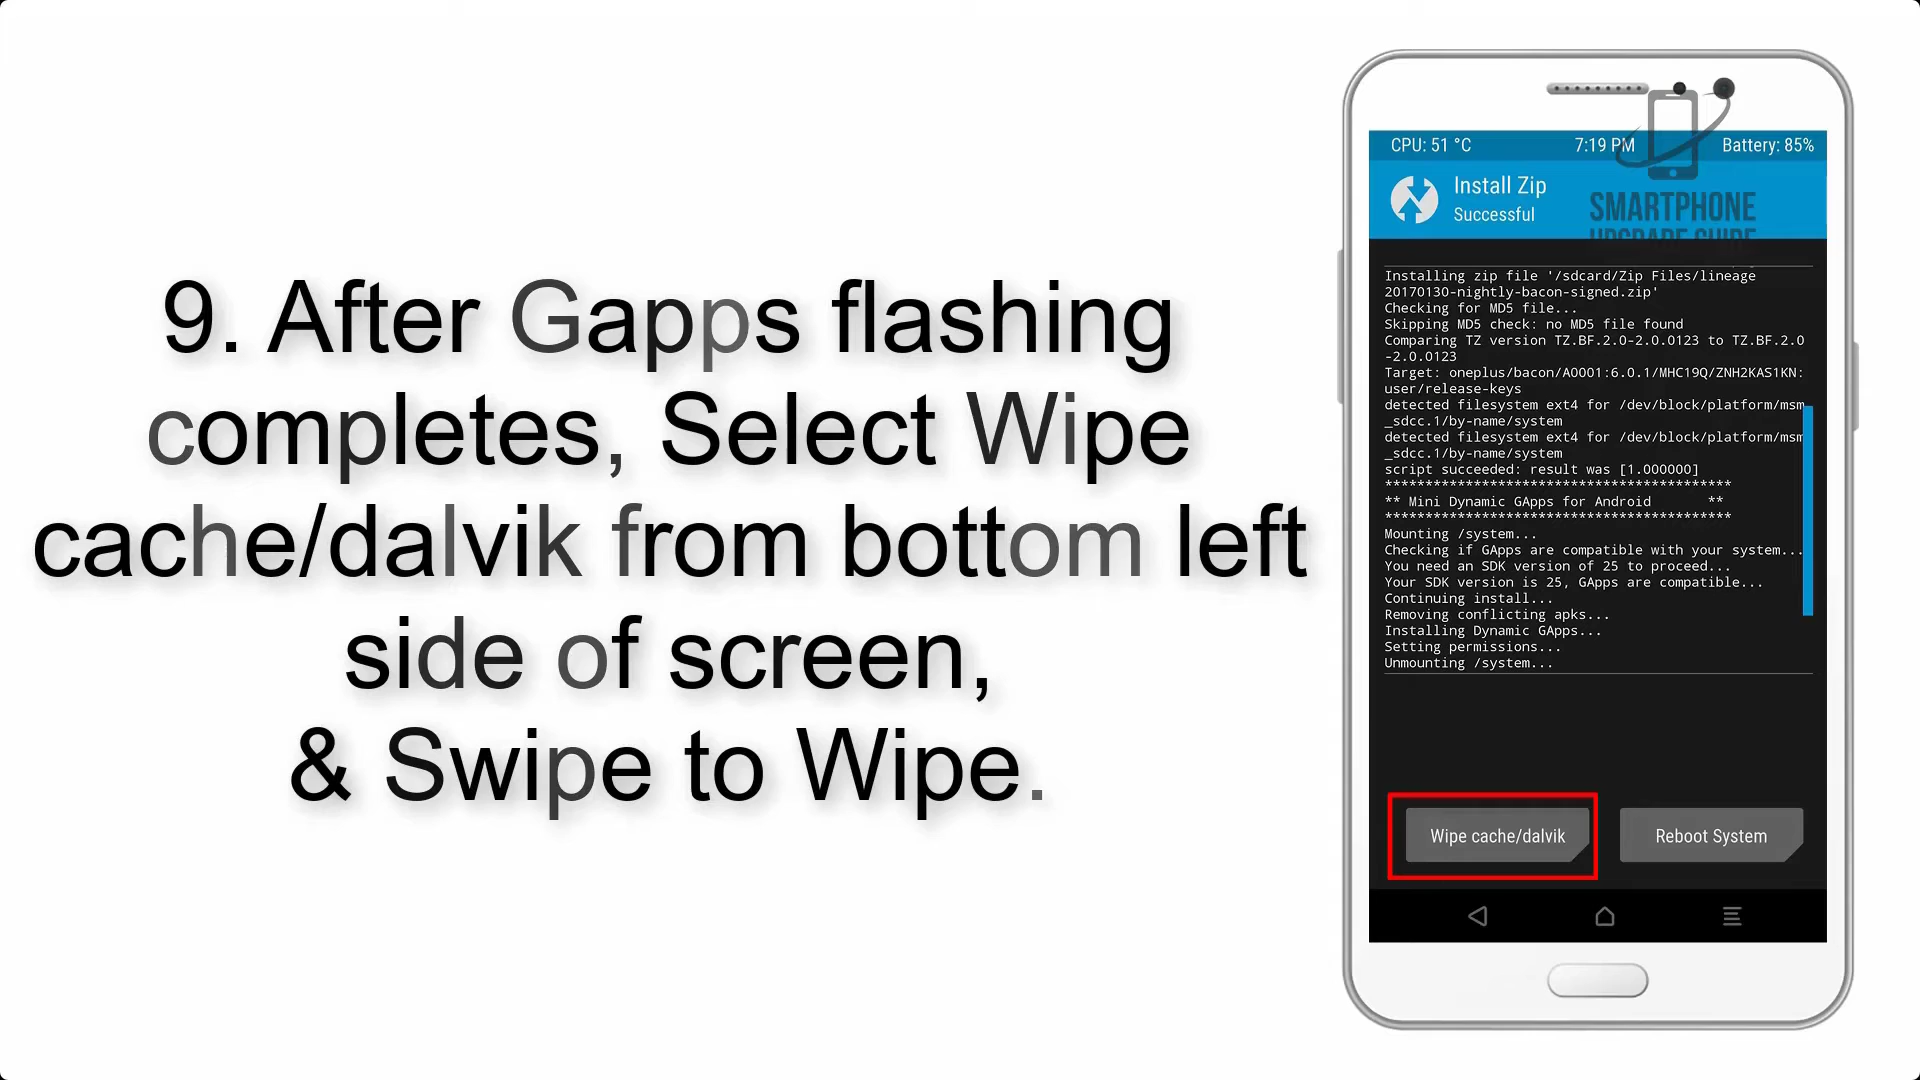 9. After Gapps flashing
completes, Select Wipe
cache/dalvik from bottom left
side of screen,
& Swipe to Wipe.
CPU: 51 °C 7:19 PM Battery: 85%
Install Zip
Successful
SMARTPHONE
UPGRADE GUIDE
Installing zip file '/sdcard/Zip Files/lineage
20170130-nightly-bacon-signed.zip'
Checking for MD5 file...
Skipping MD5 check: no MD5 file found
Comparing TZ version TZ.BF.2.0-2.0.0123 to TZ.BF.2.0
-2.0.0123
Target: oneplus/bacon/A0001:6.0.1/MHC19Q/ZNH2KAS1KN:
user/release-keys
detected filesystem ext4 for /dev/block/platform/msm
_sdcc.1/by-name/system
detected filesystem ext4 for /dev/block/platform/msm
_sdcc.1/by-name/system
script succeeded: result was [1.000000]
*******************************************
** Mini Dynamic GApps for Android       **
*******************************************
Mounting /system...
Checking if GApps are compatible with your system...
You need an SDK version of 25 to proceed...
Your SDK version is 25, GApps are compatible...
Continuing install...
Removing conflicting apks...
Installing Dynamic GApps...
Setting permissions...
Unmounting /system...
Wipe cache/dalvik Reboot System